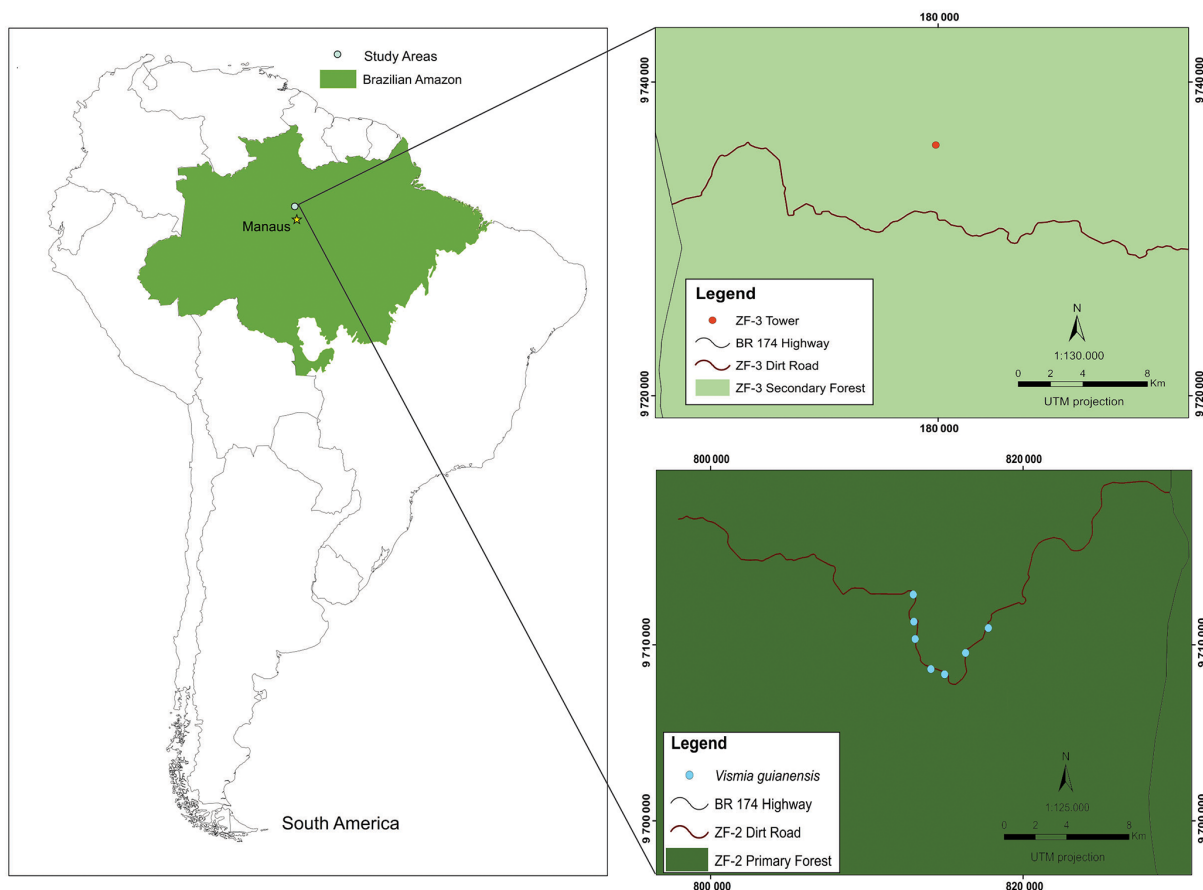 Study Areas
Brazilian Amazon
Manaus
South America
180 000
9 740 000
9 740 000
Legend
ZF-3 Tower
BR 174 Highway
ZF-3 Dirt Road
ZF-3 Secondary Forest
N
1:130.000
0 2 4 8
Km
UTM projection
9 720 000
9 720 000
180 000
800 000 820 000
9 710 000
9 710 000
Legend
Vismia guianensis
BR 174 Highway
ZF-2 Dirt Road
ZF-2 Primary Forest
N
1:125.000
0 2 4 8
Km
UTM projection
9 700 000
9 700 000
800 000 820 000